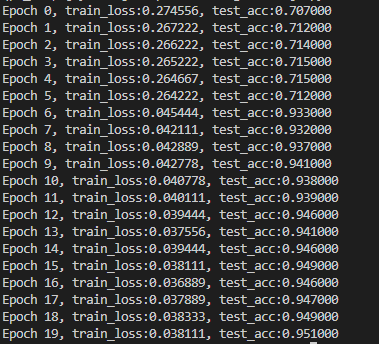 Epoch 0, train_loss:0.274556, test_acc:0.707000
Epoch 1, train_loss:0.267222, test_acc:0.712000
Epoch 2, train_loss:0.266222, test_acc:0.714000
Epoch 3, train_loss:0.265222, test_acc:0.715000
Epoch 4, train_loss:0.264667, test_acc:0.715000
Epoch 5, train_loss:0.264222, test_acc:0.712000
Epoch 6, train_loss:0.045444, test_acc:0.933000
Epoch 7, train_loss:0.042111, test_acc:0.932000
Epoch 8, train_loss:0.042889, test_acc:0.937000
Epoch 9, train_loss:0.042778, test_acc:0.941000
Epoch 10, train_loss:0.040778, test_acc:0.938000
Epoch 11, train_loss:0.040111, test_acc:0.939000
Epoch 12, train_loss:0.039444, test_acc:0.946000
Epoch 13, train_loss:0.037556, test_acc:0.941000
Epoch 14, train_loss:0.039444, test_acc:0.946000
Epoch 15, train_loss:0.038111, test_acc:0.949000
Epoch 16, train_loss:0.036889, test_acc:0.946000
Epoch 17, train_loss:0.037889, test_acc:0.947000
Epoch 18, train_loss:0.038333, test_acc:0.949000
Epoch 19, train_loss:0.038111, test_acc:0.951000